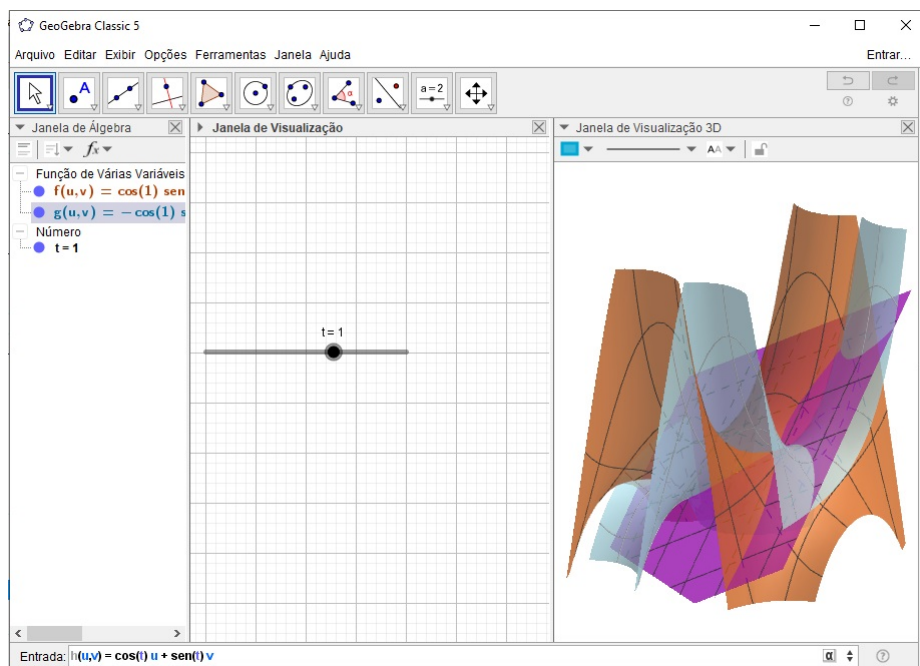 GeoGebra Classic 5
Arquivo Editar Exibir Opções Ferramentas Janela Ajuda
Entrar...
A
a=2
Janela de Álgebra
fx
Função de Várias Variáveis
f(u,v) = cos(1) sen
g(u,v) = −cos(1) s
Número
t = 1
Janela de Visualização
t = 1
Janela de Visualização 3D
AA
Entrada: h(u,v) = cos(t) u + sen(t) v
α